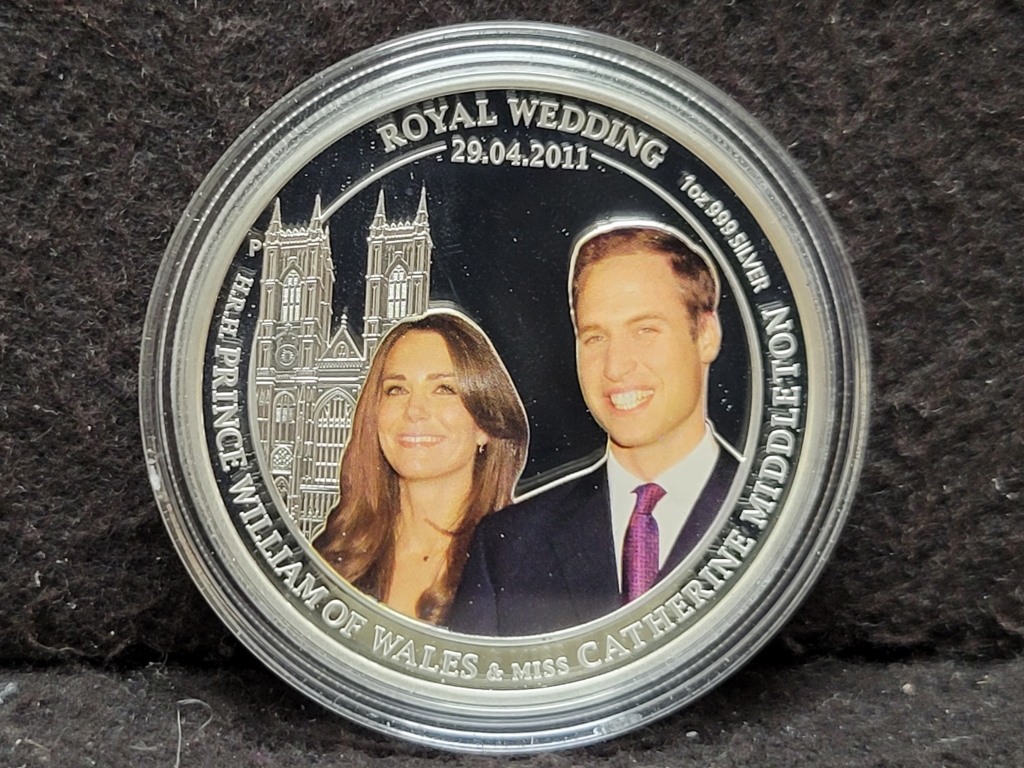 ROYAL WEDDING
29.04.2011
1oz 999 SILVER
P
H.R.H PRINCE WILLIAM OF WALES & MISS CATHERINE MIDDLETON